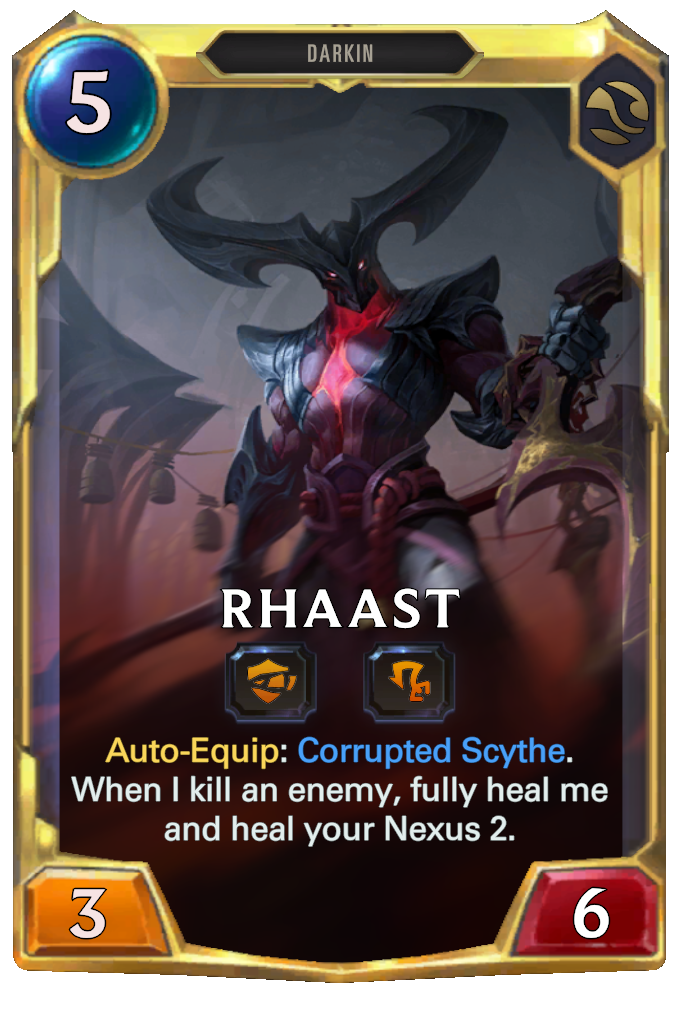 DARKIN
5
RHAAST
Auto-Equip: Corrupted Scythe.
When I kill an enemy, fully heal me
and heal your Nexus 2.
3
6